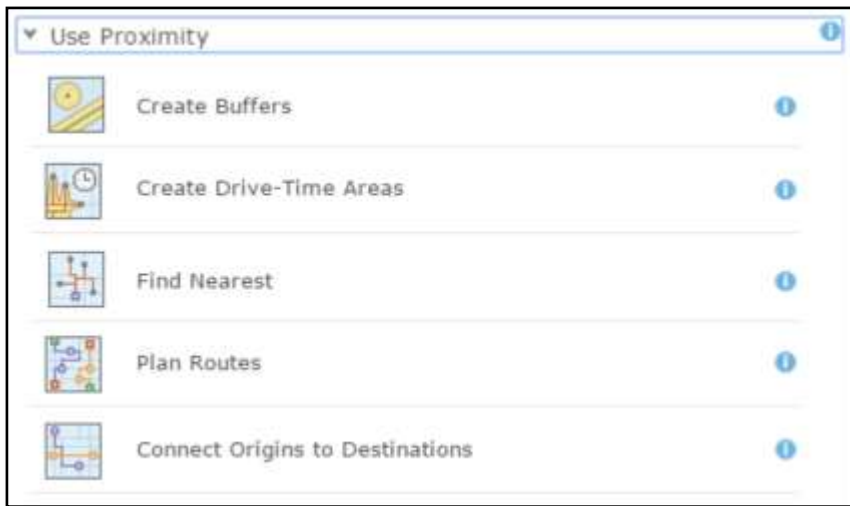 Use Proximity
Create Buffers
Create Drive-Time Areas
Find Nearest
Plan Routes
Connect Origins to Destinations